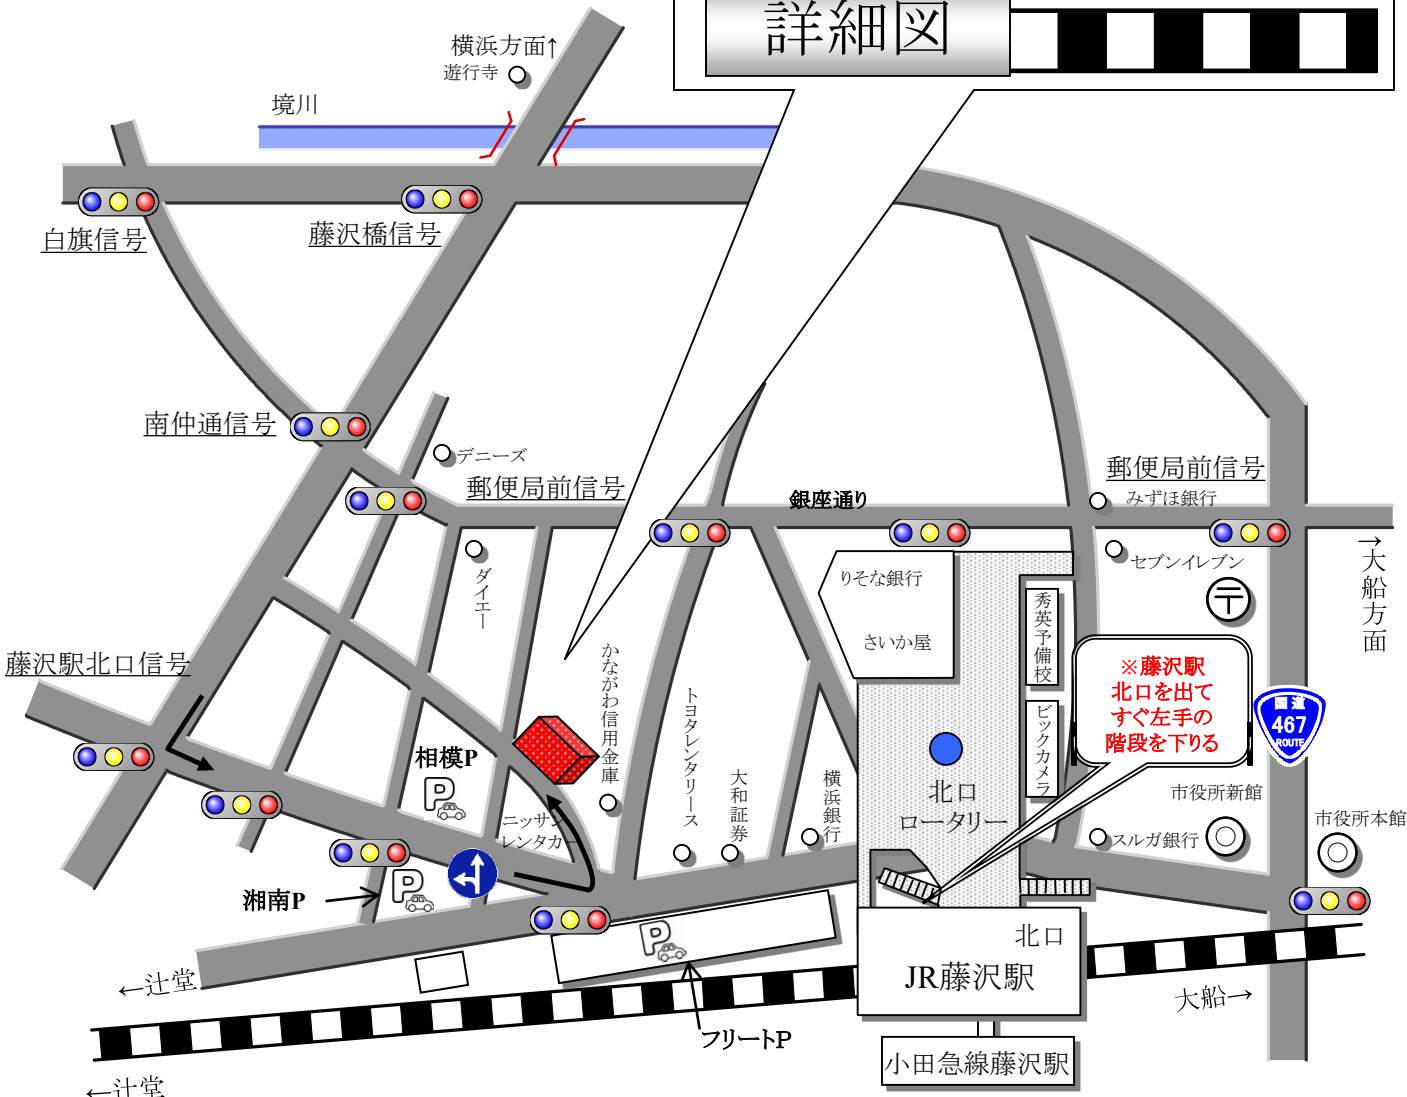 詳細図
横浜方面↑
遊行寺
境川
白旗信号
藤沢橋信号
南仲通信号
デニーズ
郵便局前信号
銀座通り
郵便局前信号
みずほ銀行
→大船方面
セブンイレブン
〒
ダイエー
りそな銀行
さいか屋
秀英予備校
ビックカメラ
かながわ信用金庫
トヨタレンタリース
大和証券
横浜銀行
藤沢駅北口信号
※藤沢駅
北口を出て
すぐ左手の
階段を下りる
国道
467
ROUTE
相模P
P
ニッサン
レンタカー
北口
ロータリー
市役所新館
市役所本館
スルガ銀行
湘南P
P
P
北口
JR藤沢駅
←辻堂
大船→
フリートP
小田急線藤沢駅
←辻堂